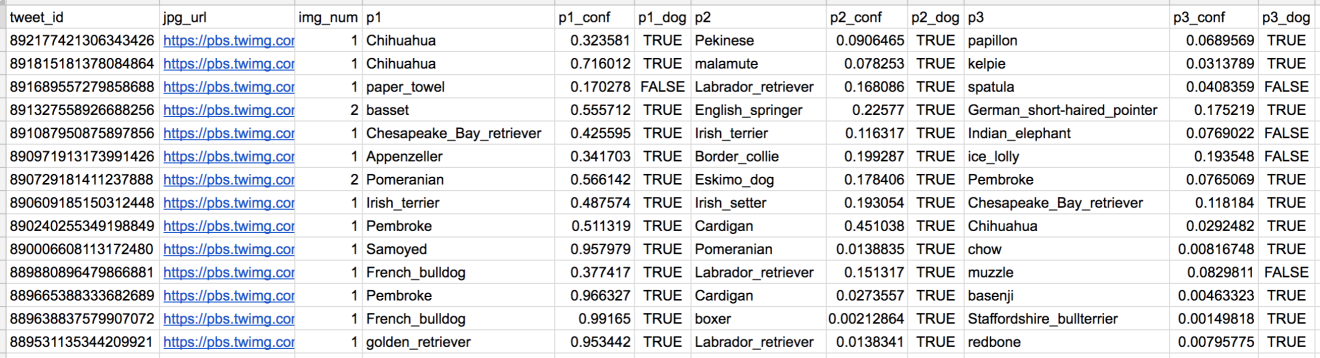 tweet_id jpg_url img_num p1 p1_conf p1_dog p2 p2_conf p2_dog p3 p3_conf p3_dog
892177421306343426 https://pbs.twimg.cor 1 Chihuahua 0.323581 TRUE Pekinese 0.0906465 TRUE papillon 0.0689569 TRUE
891815181378084864 https://pbs.twimg.cor 1 Chihuahua 0.716012 TRUE malamute 0.078253 TRUE kelpie 0.0313789 TRUE
891689557279858688 https://pbs.twimg.cor 1 paper_towel 0.170278 FALSE Labrador_retriever 0.168086 TRUE spatula 0.0408359 FALSE
891327558926688256 https://pbs.twimg.cor 2 basset 0.555712 TRUE English_springer 0.22577 TRUE German_short-haired_pointer 0.175219 TRUE
891087950875897856 https://pbs.twimg.cor 1 Chesapeake_Bay_retriever 0.425595 TRUE Irish_terrier 0.116317 TRUE Indian_elephant 0.0769022 FALSE
890971913173991426 https://pbs.twimg.cor 1 Appenzeller 0.341703 TRUE Border_collie 0.199287 TRUE ice_lolly 0.193548 FALSE
890729181411237888 https://pbs.twimg.cor 2 Pomeranian 0.566142 TRUE Eskimo_dog 0.178406 TRUE Pembroke 0.0765069 TRUE
890609185150312448 https://pbs.twimg.cor 1 Irish_terrier 0.487574 TRUE Irish_setter 0.193054 TRUE Chesapeake_Bay_retriever 0.118184 TRUE
890240255349198849 https://pbs.twimg.cor 1 Pembroke 0.511319 TRUE Cardigan 0.451038 TRUE Chihuahua 0.0292482 TRUE
890006608113172480 https://pbs.twimg.cor 1 Samoyed 0.957979 TRUE Pomeranian 0.0138835 TRUE chow 0.00816748 TRUE
889880896479866881 https://pbs.twimg.cor 1 French_bulldog 0.377417 TRUE Labrador_retriever 0.151317 TRUE muzzle 0.0829811 FALSE
889665388333682689 https://pbs.twimg.cor 1 Pembroke 0.966327 TRUE Cardigan 0.0273557 TRUE basenji 0.00463323 TRUE
889638837579907072 https://pbs.twimg.cor 1 French_bulldog 0.99165 TRUE boxer 0.00212864 TRUE Staffordshire_bullterrier 0.00149818 TRUE
889531135344209921 https://pbs.twimg.cor 1 golden_retriever 0.953442 TRUE Labrador_retriever 0.0138341 TRUE redbone 0.00795775 TRUE